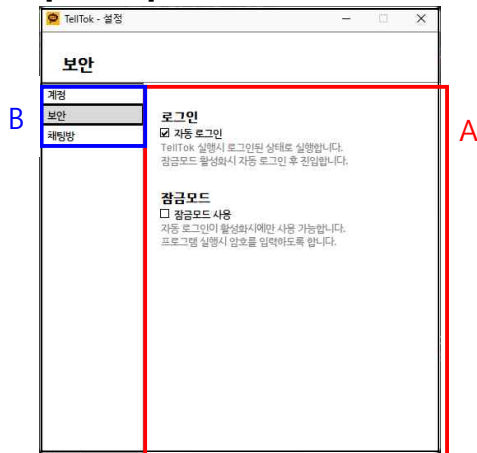 TellTok - 설정
보안
계정
보안
채팅방
B
A
로그인
자동 로그인
TellTok 실행시 로그인된 상태로 실행합니다.
잠금모드 활성화시 자동 로그인 후 진입합니다.
잠금모드
잠금모드 사용
자동 로그인이 활성화시에만 사용 가능합니다.
프로그램 실행시 암호를 입력하도록 합니다.